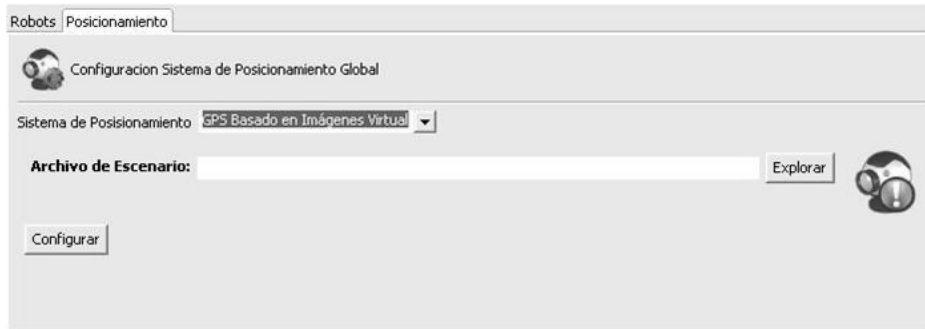 Robots Posicionamiento
Configuracion Sistema de Posicionamiento Global
Sistema de Posisionamiento GPS Basado en Imágenes Virtual
Archivo de Escenario: Explorar
Configurar